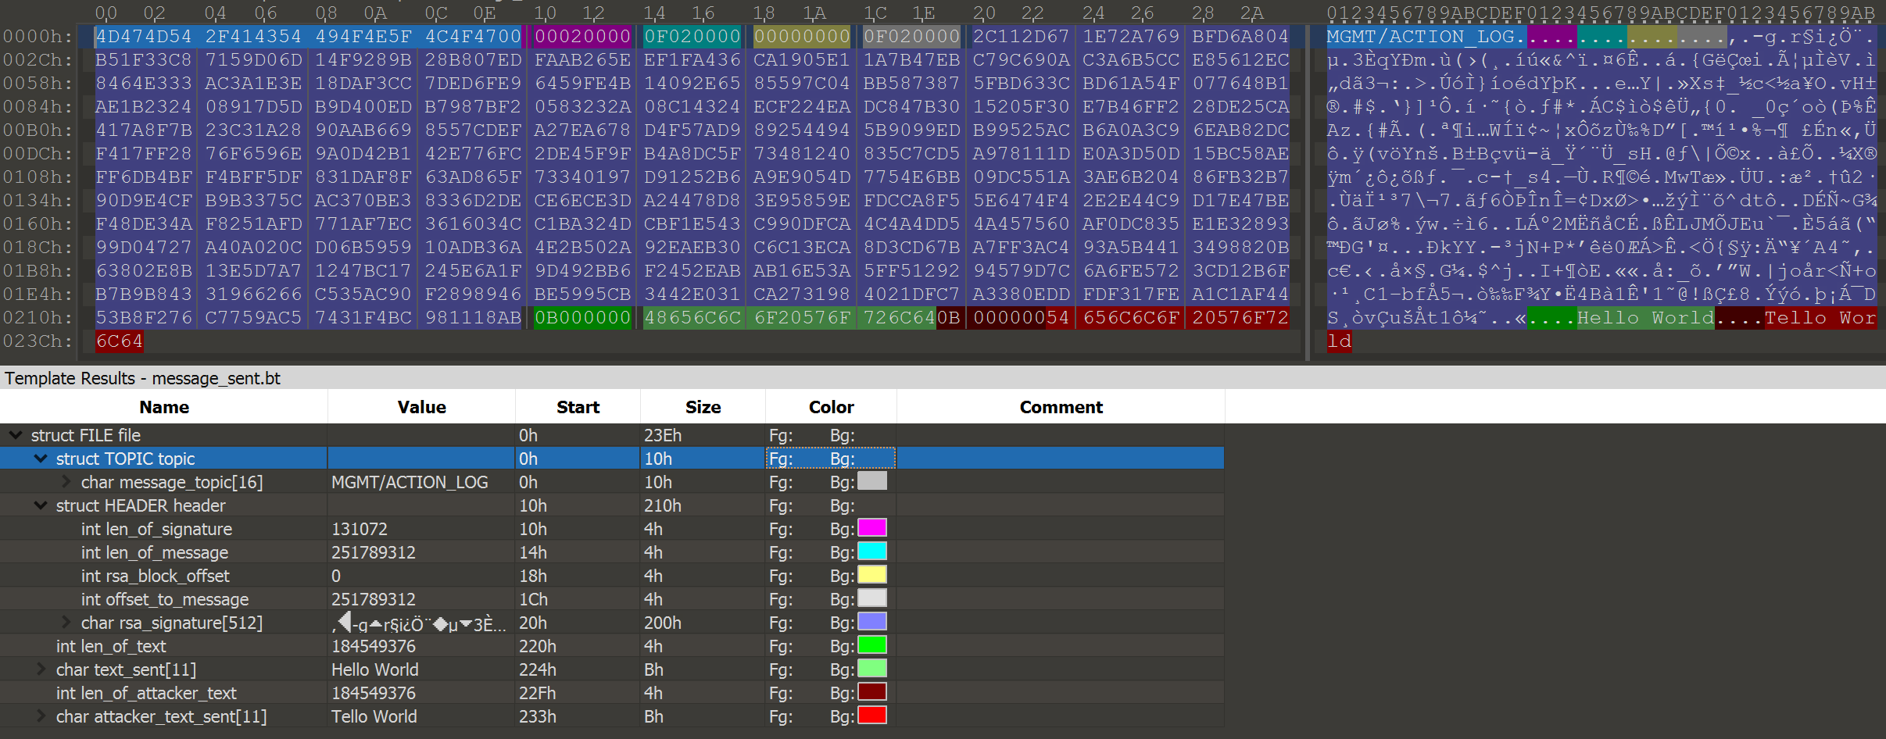 00 02 04 06 08 0A 0C 0E 10 12 14 16 18 1A 1C 1E 20 22 24 26 28 2A 0123456789ABCDEF0123456789ABCDEF0123456789AB
0000h: 4D474D54 2F414354 494F4E5F 4C4F4700 00020000 0F020000 00000000 0F020000 2C112D67 1E72A769 BFD6A804 MGMT/ACTION_LOG.................,.-g.r§i¿Ö¨.
002Ch: B51F33C8 7159D06D 14F9289B 28B807ED FAAB265E EF1FA436 CA1905E1 11A7B47EB C79C690A C3A6B5CC E85612EC
0058h: 8464E333 AC3A1E3E 18DAF3CC 7DED6FE9 6459FE4B 14092E65 8597C504 BB587387 5FBD633C BD61A54F 077648B1
0084h: AE1B2324 08917D5D B9D400ED B7987BF2 0583232A 08C14324 ECF224EA DC847B30 15205F30 E7B46FF2 28DE25CA
00B0h: 417A8F7B 23C31A28 90AAB669 8557CDEF A27EA678 D4F57AD9 89254494 5B9099ED B99525AC B6A0A3C9 6EAB82DC
00DCh: F417FF28 76F6596E 9A0D42B1 42E776FC 2DE45F9F B4A8DC5F 73481240 835C7CD5 A978111D E0A3D50D 15BC58AE
0108h: FF6DB4BF F4BFF5DF 831DAF8F 63AD865F 73340197 D91252B6 A9E9054D 7754E6BB 09DC551A 3AE6B204 86FB32B7
0134h: 90D9E4CF B9B3375C AC370BE3 8336D2DE CE6ECE3D A24478D8 3E95859E FDCCA8F5 5E6474F4 2E2E44C9 D17E47BE
0160h: F48DE34A F8251AFD 771AF7EC 3616034C C1BA324D CBF1E543 C990DFCA 4C4A4DD5 4A457560 AF0DC835 E1E32893
018Ch: 99D04727 A40A020C D06B5959 10ADB36A 4E2B502A 92EAEB30 C6C13ECA 8D3CD67B A7FF3AC4 93A5B441 3498820B
01B8h: 63802E8B 13E5D7A7 1247BC17 245E6A1F 9D492BB6 F2452EAB AB16E53A 5FF51292 94579D7C 6A6FE572 3CD12B6F
01E4h: B7B9B843 31966266 C535AC90 F2898946 BE5995CB 3442E031 CA273198 4021DFC7 A3380EDD FDF317FE A1C1AF44
0210h: 53B8F276 C7759AC5 7431F4BC 981118AB 0B000000 48656C6C 6F20576F 726C640B 00000054 656C6C6F 20576F72 S¸òvÇušÅt1ô¼˜..«....Hello World....Tello Wor
023Ch: 6C64 ld
Template Results - message_sent.bt
Name Value Start Size Color Comment
struct FILE file 0h 23Eh Fg: Bg:
struct TOPIC topic 0h 10h Fg: Bg:
char message_topic[16] MGMT/ACTION_LOG 0h 10h Fg: Bg:
struct HEADER header 10h 210h Fg: Bg:
int len_of_signature 131072 10h 4h Fg: Bg:
int len_of_message 251789312 14h 4h Fg: Bg:
int rsa_block_offset 0 18h 4h Fg: Bg:
int offset_to_message 251789312 1Ch 4h Fg: Bg:
char rsa_signature[512] 20h 200h Fg: Bg:
int len_of_text 184549376 220h 4h Fg: Bg:
char text_sent[11] Hello World 224h Bh Fg: Bg:
int len_of_attacker_text 184549376 22Fh 4h Fg: Bg:
char attacker_text_sent[11] Tello World 233h Bh Fg: Bg: